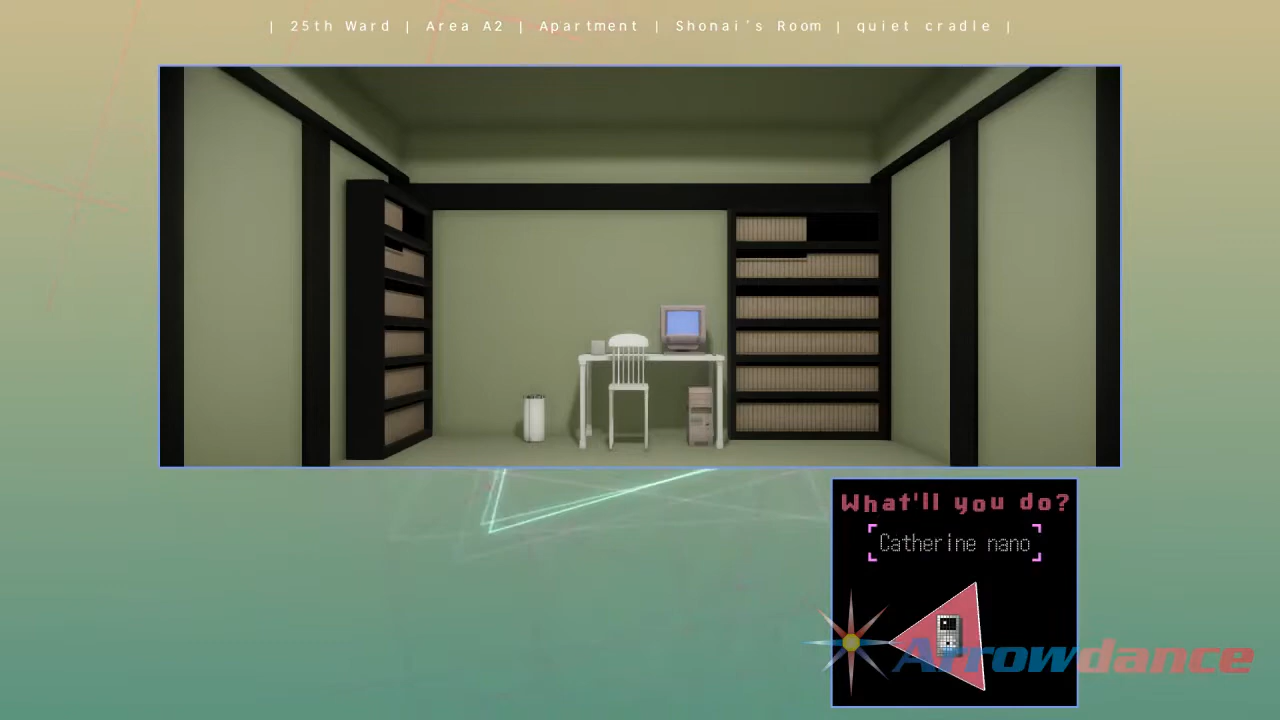 | 25th Ward | Area A2 | Apartment | Shonai's Room | quiet cradle |
What'll you do?
Catherine nano
Arrowdance